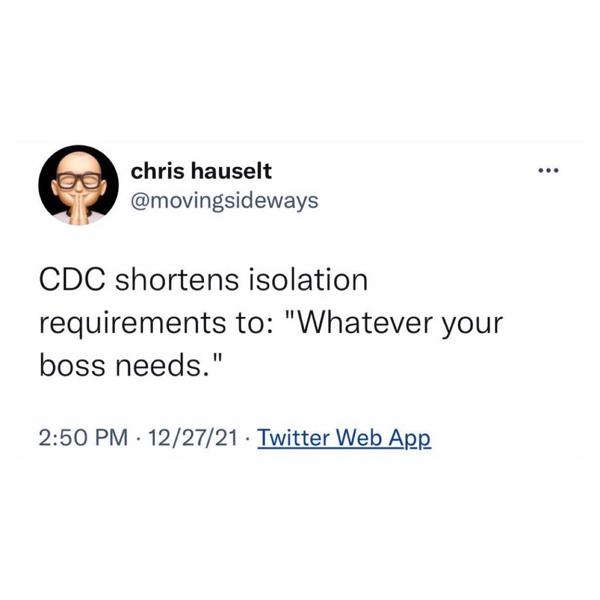 chris hauselt
@movingsideways
CDC shortens isolation
requirements to: "Whatever your
boss needs."
2:50 PM · 12/27/21 · Twitter Web App